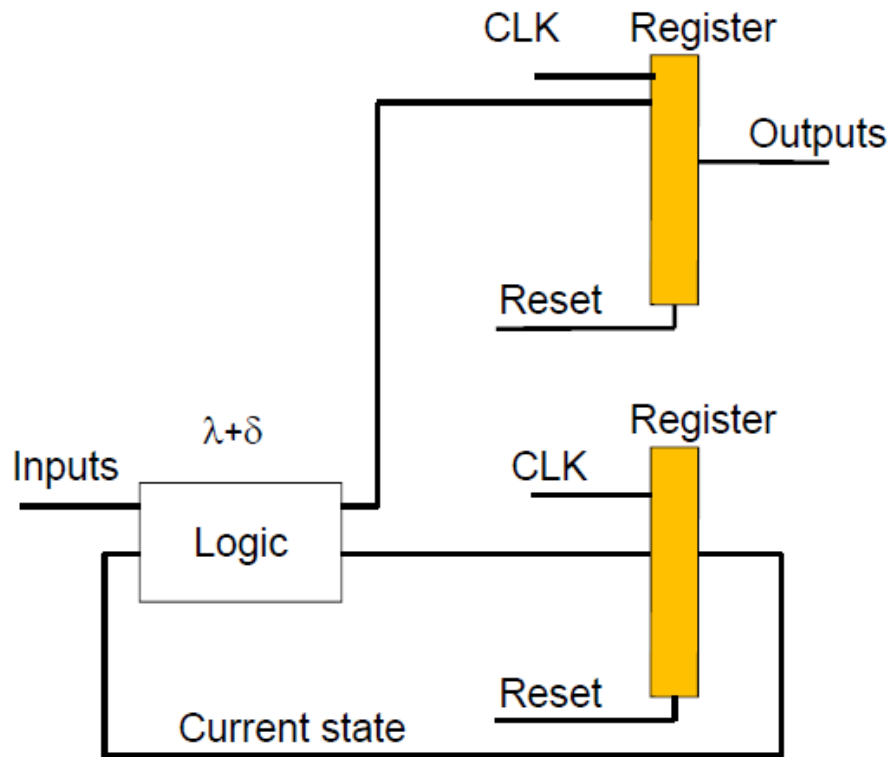 CLK
Register
Outputs
Reset
λ+δ
Register
Inputs
CLK
Logic
Reset
Current state